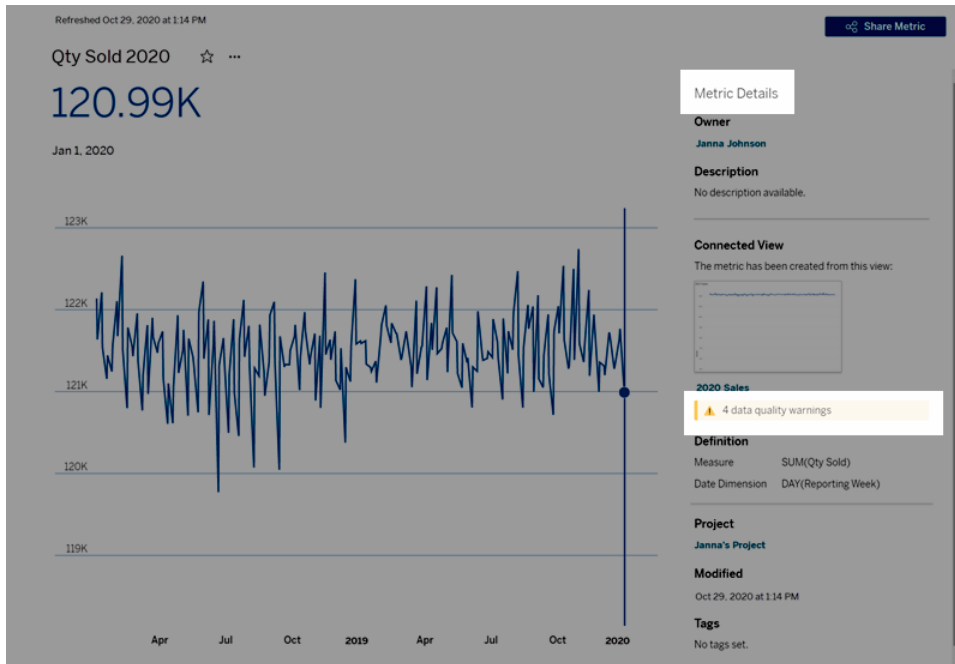 Refreshed Oct 29, 2020 at 1:14 PM
Share Metric
Qty Sold 2020
120.99K
Jan 1, 2020
123K
122K
121K
120K
119K
Apr
Jul
Oct
2019
Apr
Jul
Oct
2020
Metric Details
Owner
Janna Johnson
Description
No description available.
Connected View
The metric has been created from this view:
2020 Sales
4 data quality warnings
Definition
Measure SUM(Qty Sold)
Date Dimension DAY(Reporting Week)
Project
Janna's Project
Modified
Oct 29, 2020 at 1:14 PM
Tags
No tags set.